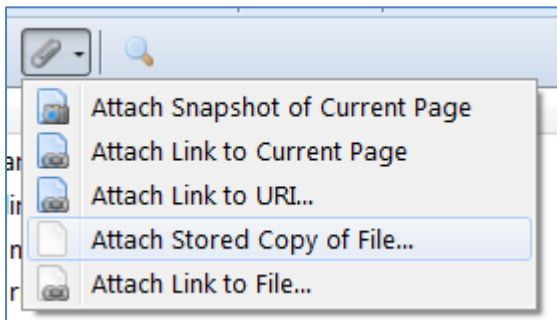 Attach Snapshot of Current Page
Attach Link to Current Page
Attach Link to URI...
Attach Stored Copy of File...
Attach Link to File...